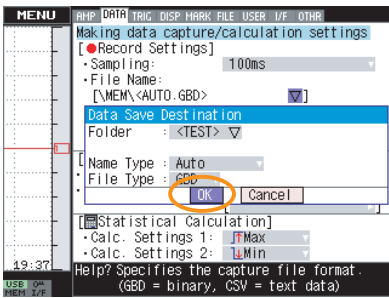 MENU
AMP DATA TRIG DISP MARK FILE USER I/F OTHR
Making data capture/calculation settings
[●Record Settings]
・Sampling: 100ms
・File Name:
[\MEM\<AUTO.GBD> ]
Data Save Destination
Folder : <TEST> ▽
Name Type : Auto
File Type : GBD
OK Cancel
[Statistical Calculation]
・Calc. Settings 1: Max
・Calc. Settings 2: Min
19:37
Help? Specifies the capture file format.
(GBD = binary, CSV = text data)
USB
MEM I/F